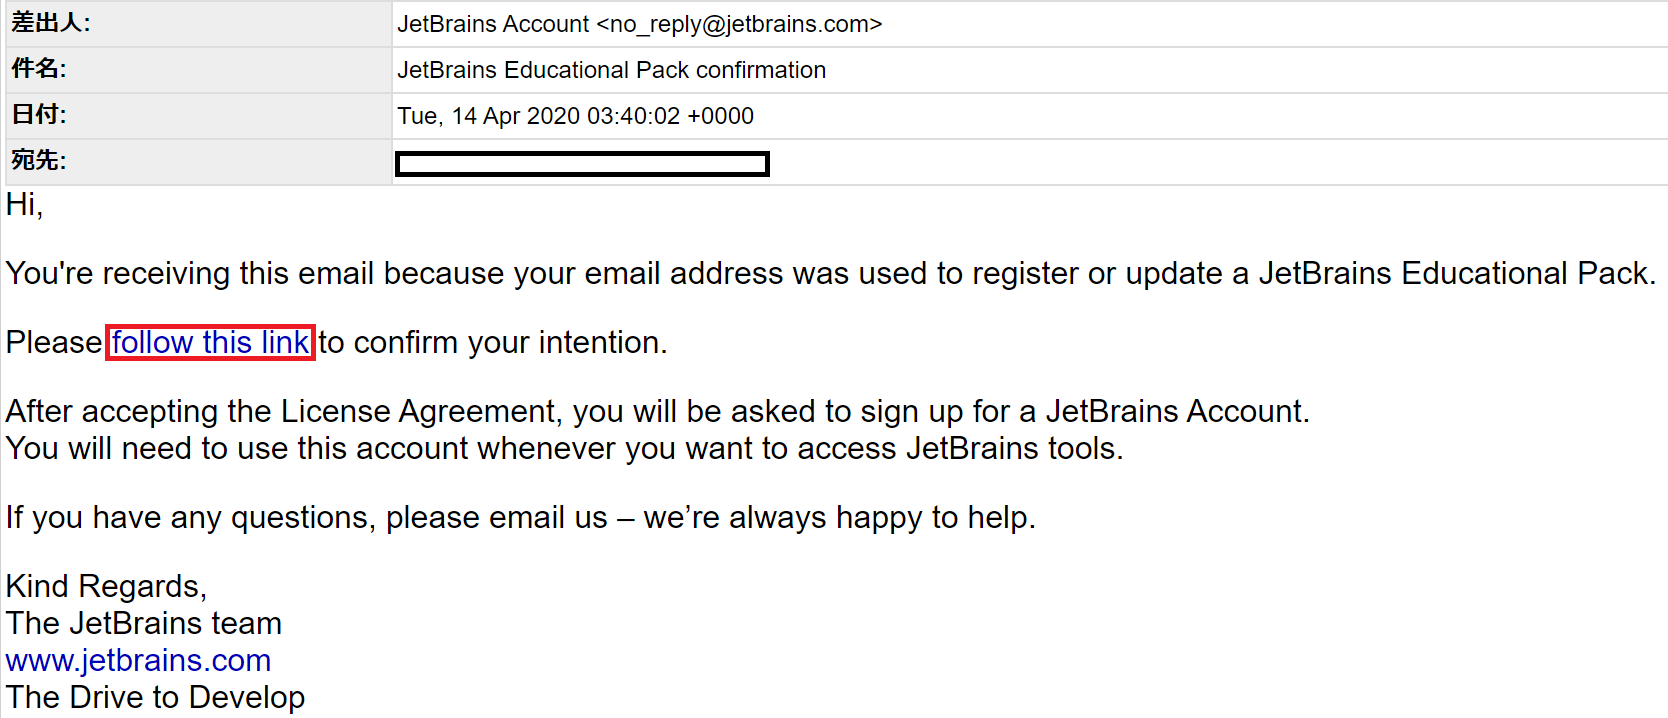 差出人: JetBrains Account <no_reply@jetbrains.com>
件名: JetBrains Educational Pack confirmation
日付: Tue, 14 Apr 2020 03:40:02 +0000
宛先:
Hi,
You're receiving this email because your email address was used to register or update a JetBrains Educational Pack.
Please follow this link to confirm your intention.
After accepting the License Agreement, you will be asked to sign up for a JetBrains Account.
You will need to use this account whenever you want to access JetBrains tools.
If you have any questions, please email us – we’re always happy to help.
Kind Regards,
The JetBrains team
www.jetbrains.com
The Drive to Develop